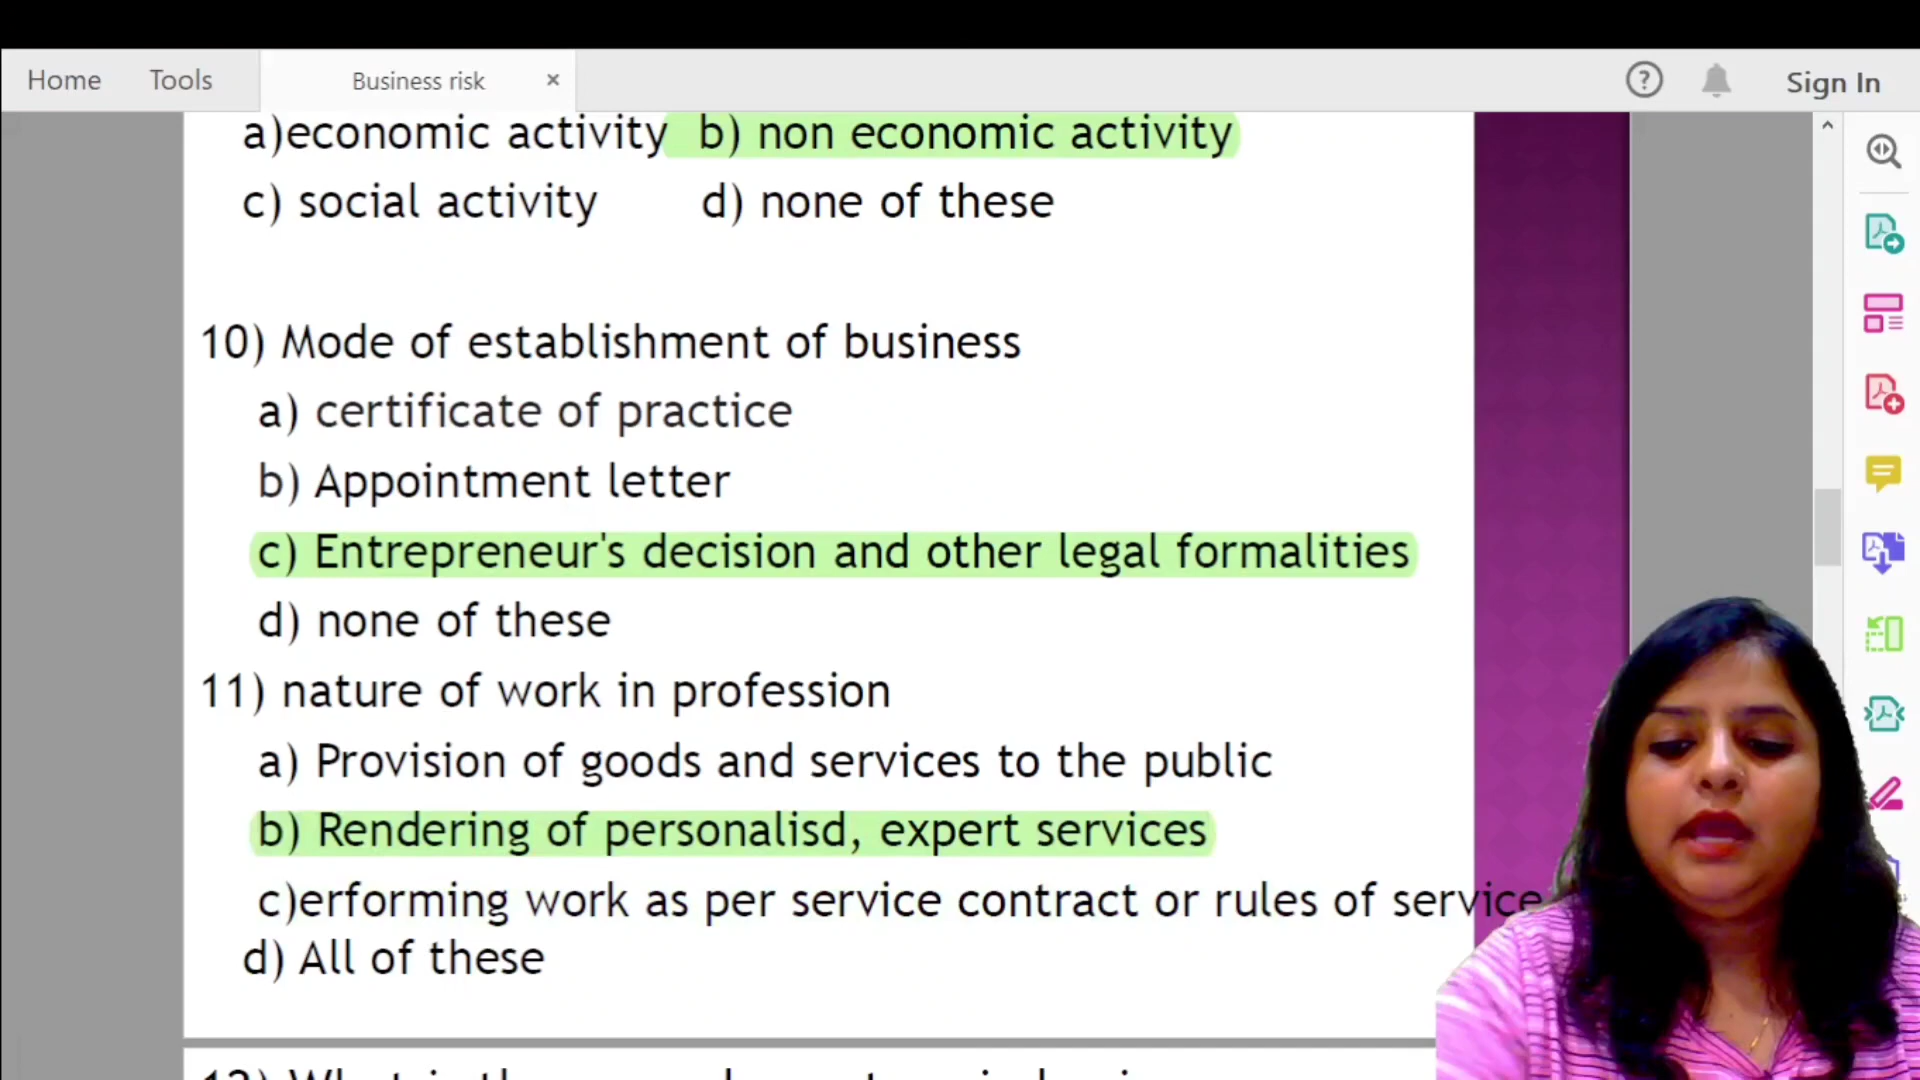 Home Tools Business risk × Sign In
a)economic activity b) non economic activity
c) social activity d) none of these
10) Mode of establishment of business
a) certificate of practice
b) Appointment letter
c) Entrepreneur's decision and other legal formalities
d) none of these
11) nature of work in profession
a) Provision of goods and services to the public
b) Rendering of personalisd, expert services
c)erforming work as per service contract or rules of service
d) All of these